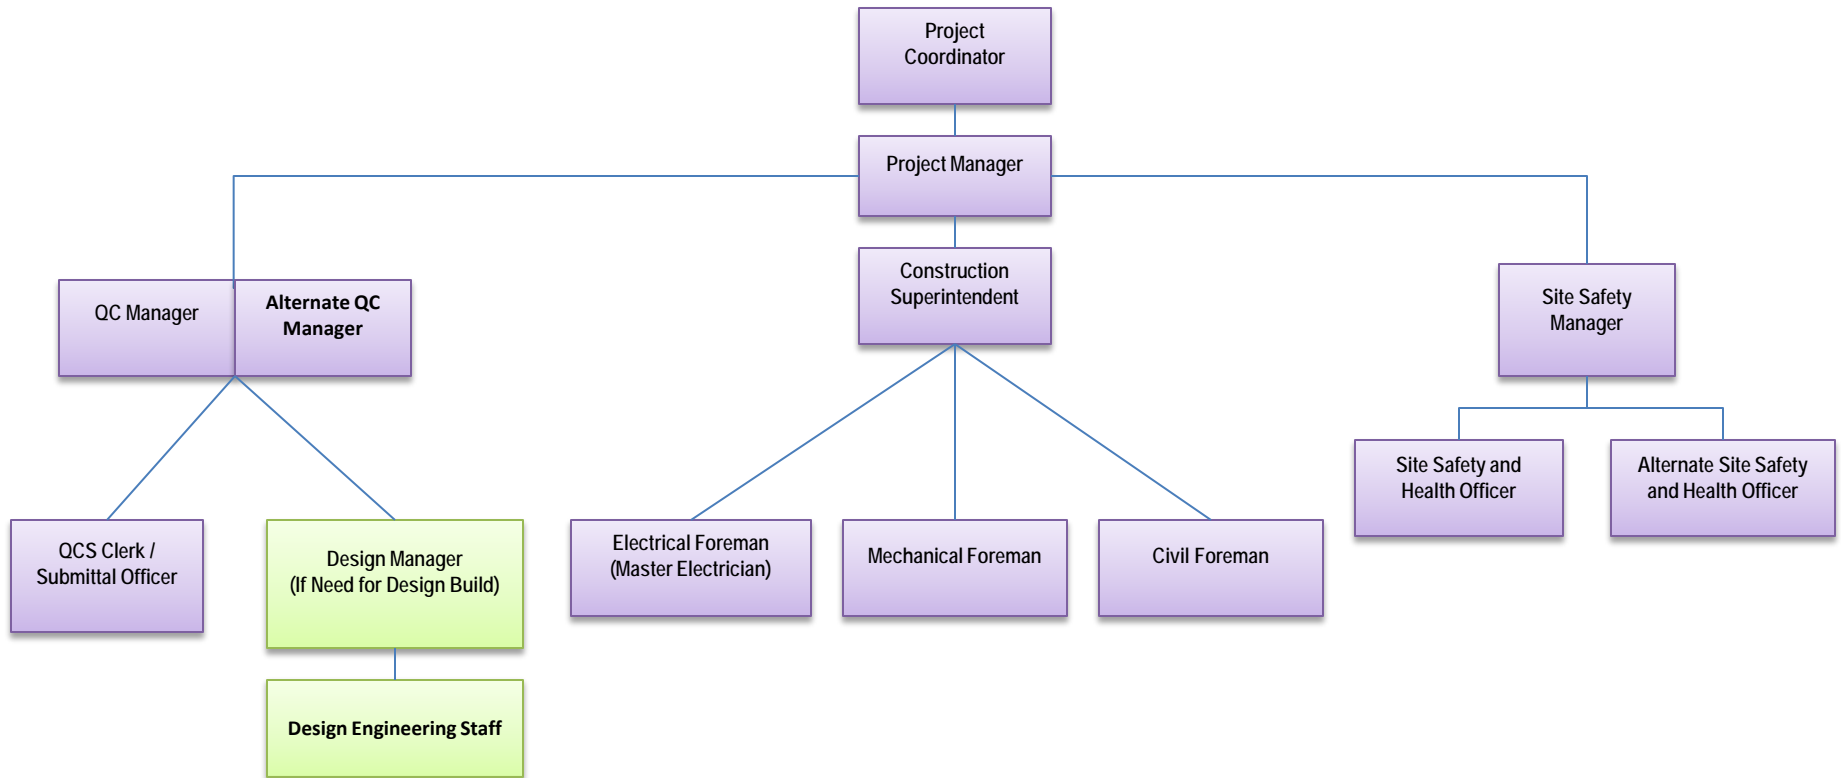 Project
Coordinator
Project Manager
QC Manager
Alternate QC
Manager
Construction
Superintendent
Site Safety
Manager
Site Safety and
Health Officer
Alternate Site Safety
and Health Officer
QCS Clerk /
Submittal Officer
Design Manager
(If Need for Design Build)
Electrical Foreman
(Master Electrician)
Mechanical Foreman
Civil Foreman
Design Engineering Staff